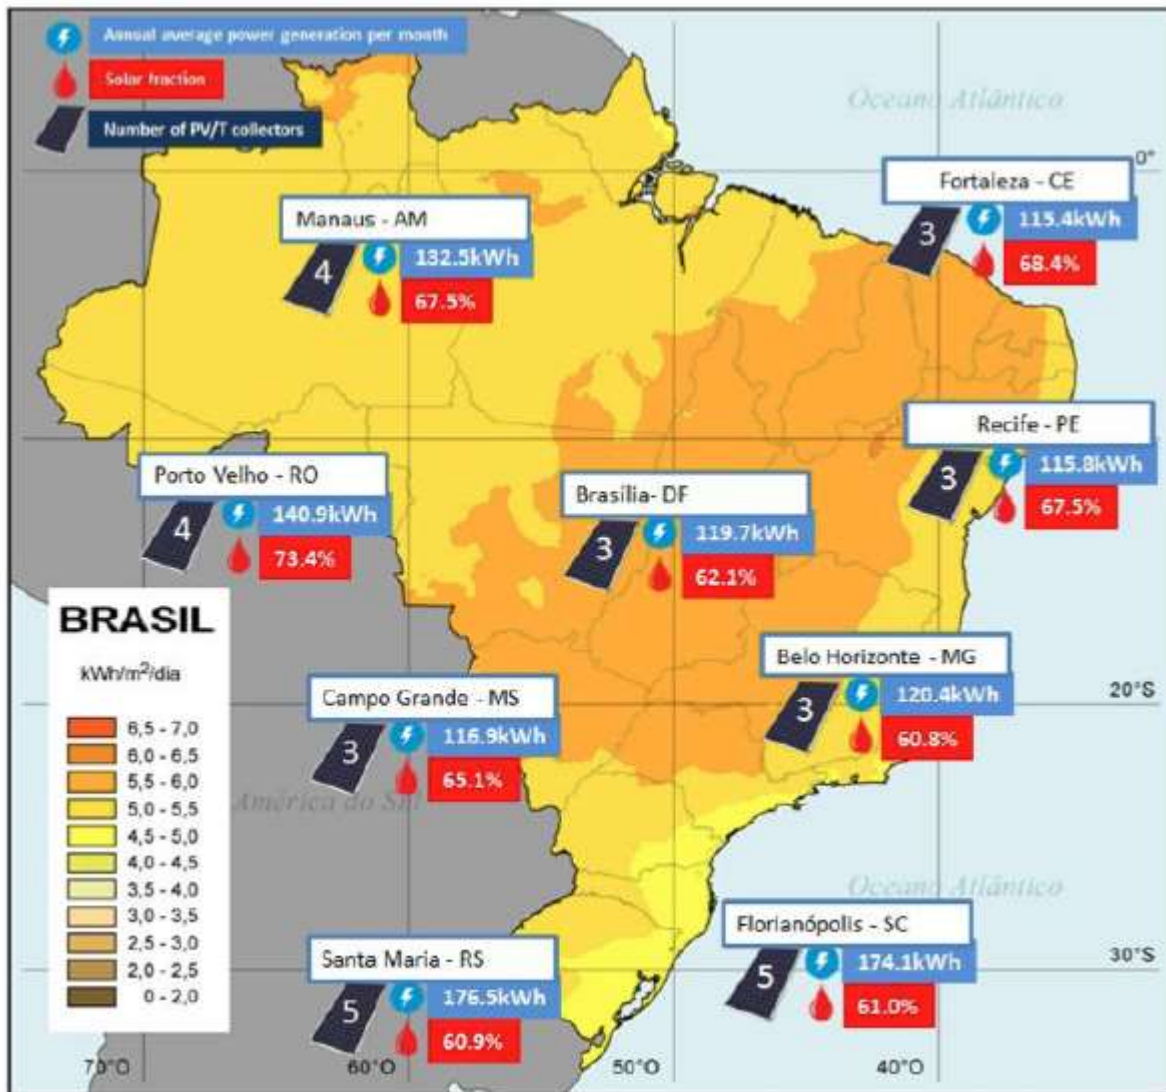 Annual average power generation per month
Solar fraction
Number of PV/T collectors
Oceano Atlântico
0°
Fortaleza - CE
3
115.4kWh
68.4%
Manaus - AM
4
132.5kWh
67.5%
Recife - PE
3
115.8kWh
67.5%
Porto Velho - RO
4
140.9kWh
73.4%
Brasília- DF
3
119.7kWh
62.1%
BRASIL
kWh/m²/dia
6,5 - 7,0
6,0 - 6,5
5,5 - 6,0
5,0 - 5,5
4,5 - 5,0
4,0 - 4,5
3,5 - 4,0
3,0 - 3,5
2,5 - 3,0
2,0 - 2,5
0 - 2,0
Belo Horizonte - MG
3
120.4kWh
60.8%
20°S
Campo Grande - MS
3
116.9kWh
65.1%
América do Sul
Oceano Atlântico
Florianópolis - SC
5
174.1kWh
61.0%
30°S
Santa Maria - RS
5
176.5kWh
60.9%
70°O
60°O
50°O
40°O